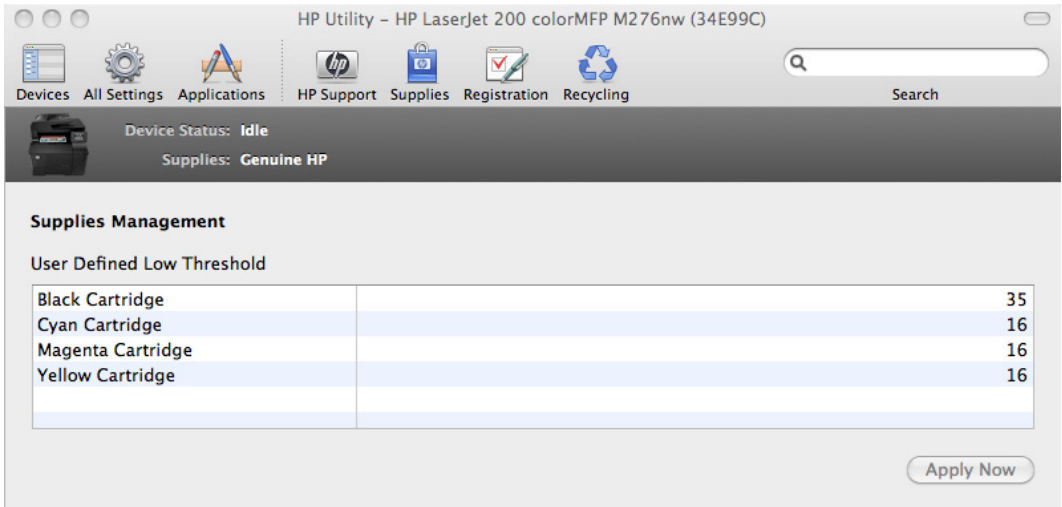 HP Utility – HP LaserJet 200 colorMFP M276nw (34E99C)
Devices All Settings Applications HP Support Supplies Registration Recycling Search
Device Status: Idle
Supplies: Genuine HP
Supplies Management
User Defined Low Threshold
Black Cartridge 35
Cyan Cartridge 16
Magenta Cartridge 16
Yellow Cartridge 16
Apply Now